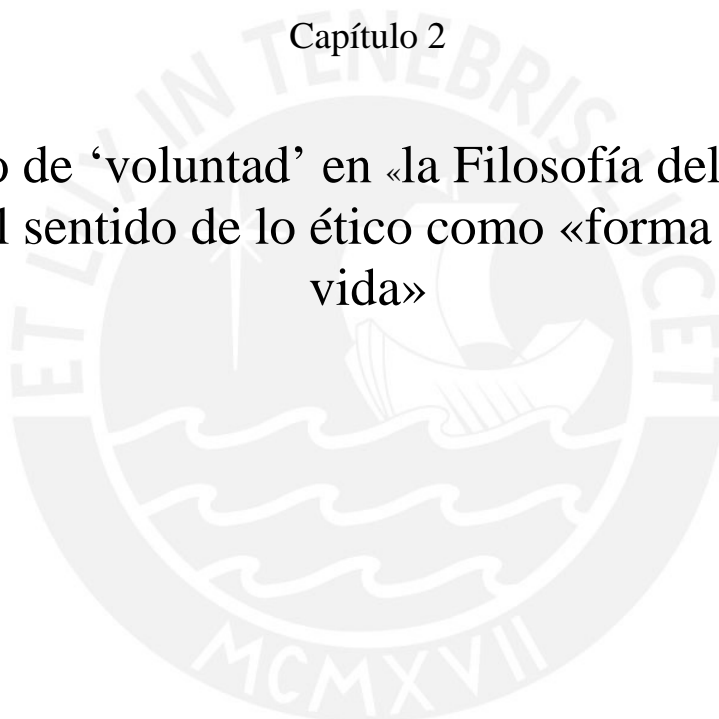 Capítulo 2
de ‘voluntad’ en «la Filosofía del
sentido de lo ético como «forma
vida»
ET LVX IN TENEBRIS LVCET
MCMXVII